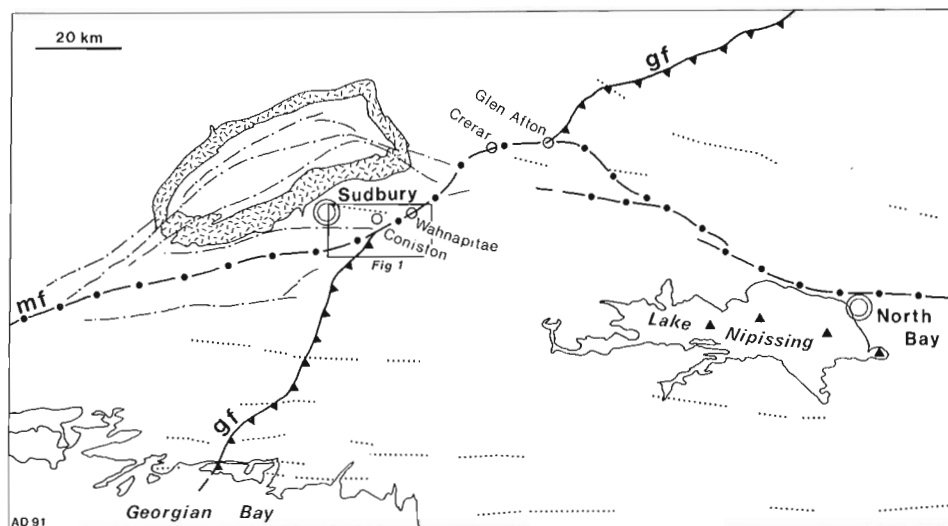 20 km
gf
Glen Afton
Crerar
Sudbury
Wahnapitae
Coniston
Fig 1
mf
Lake Nipissing
North Bay
gf
Georgian Bay
AD 91